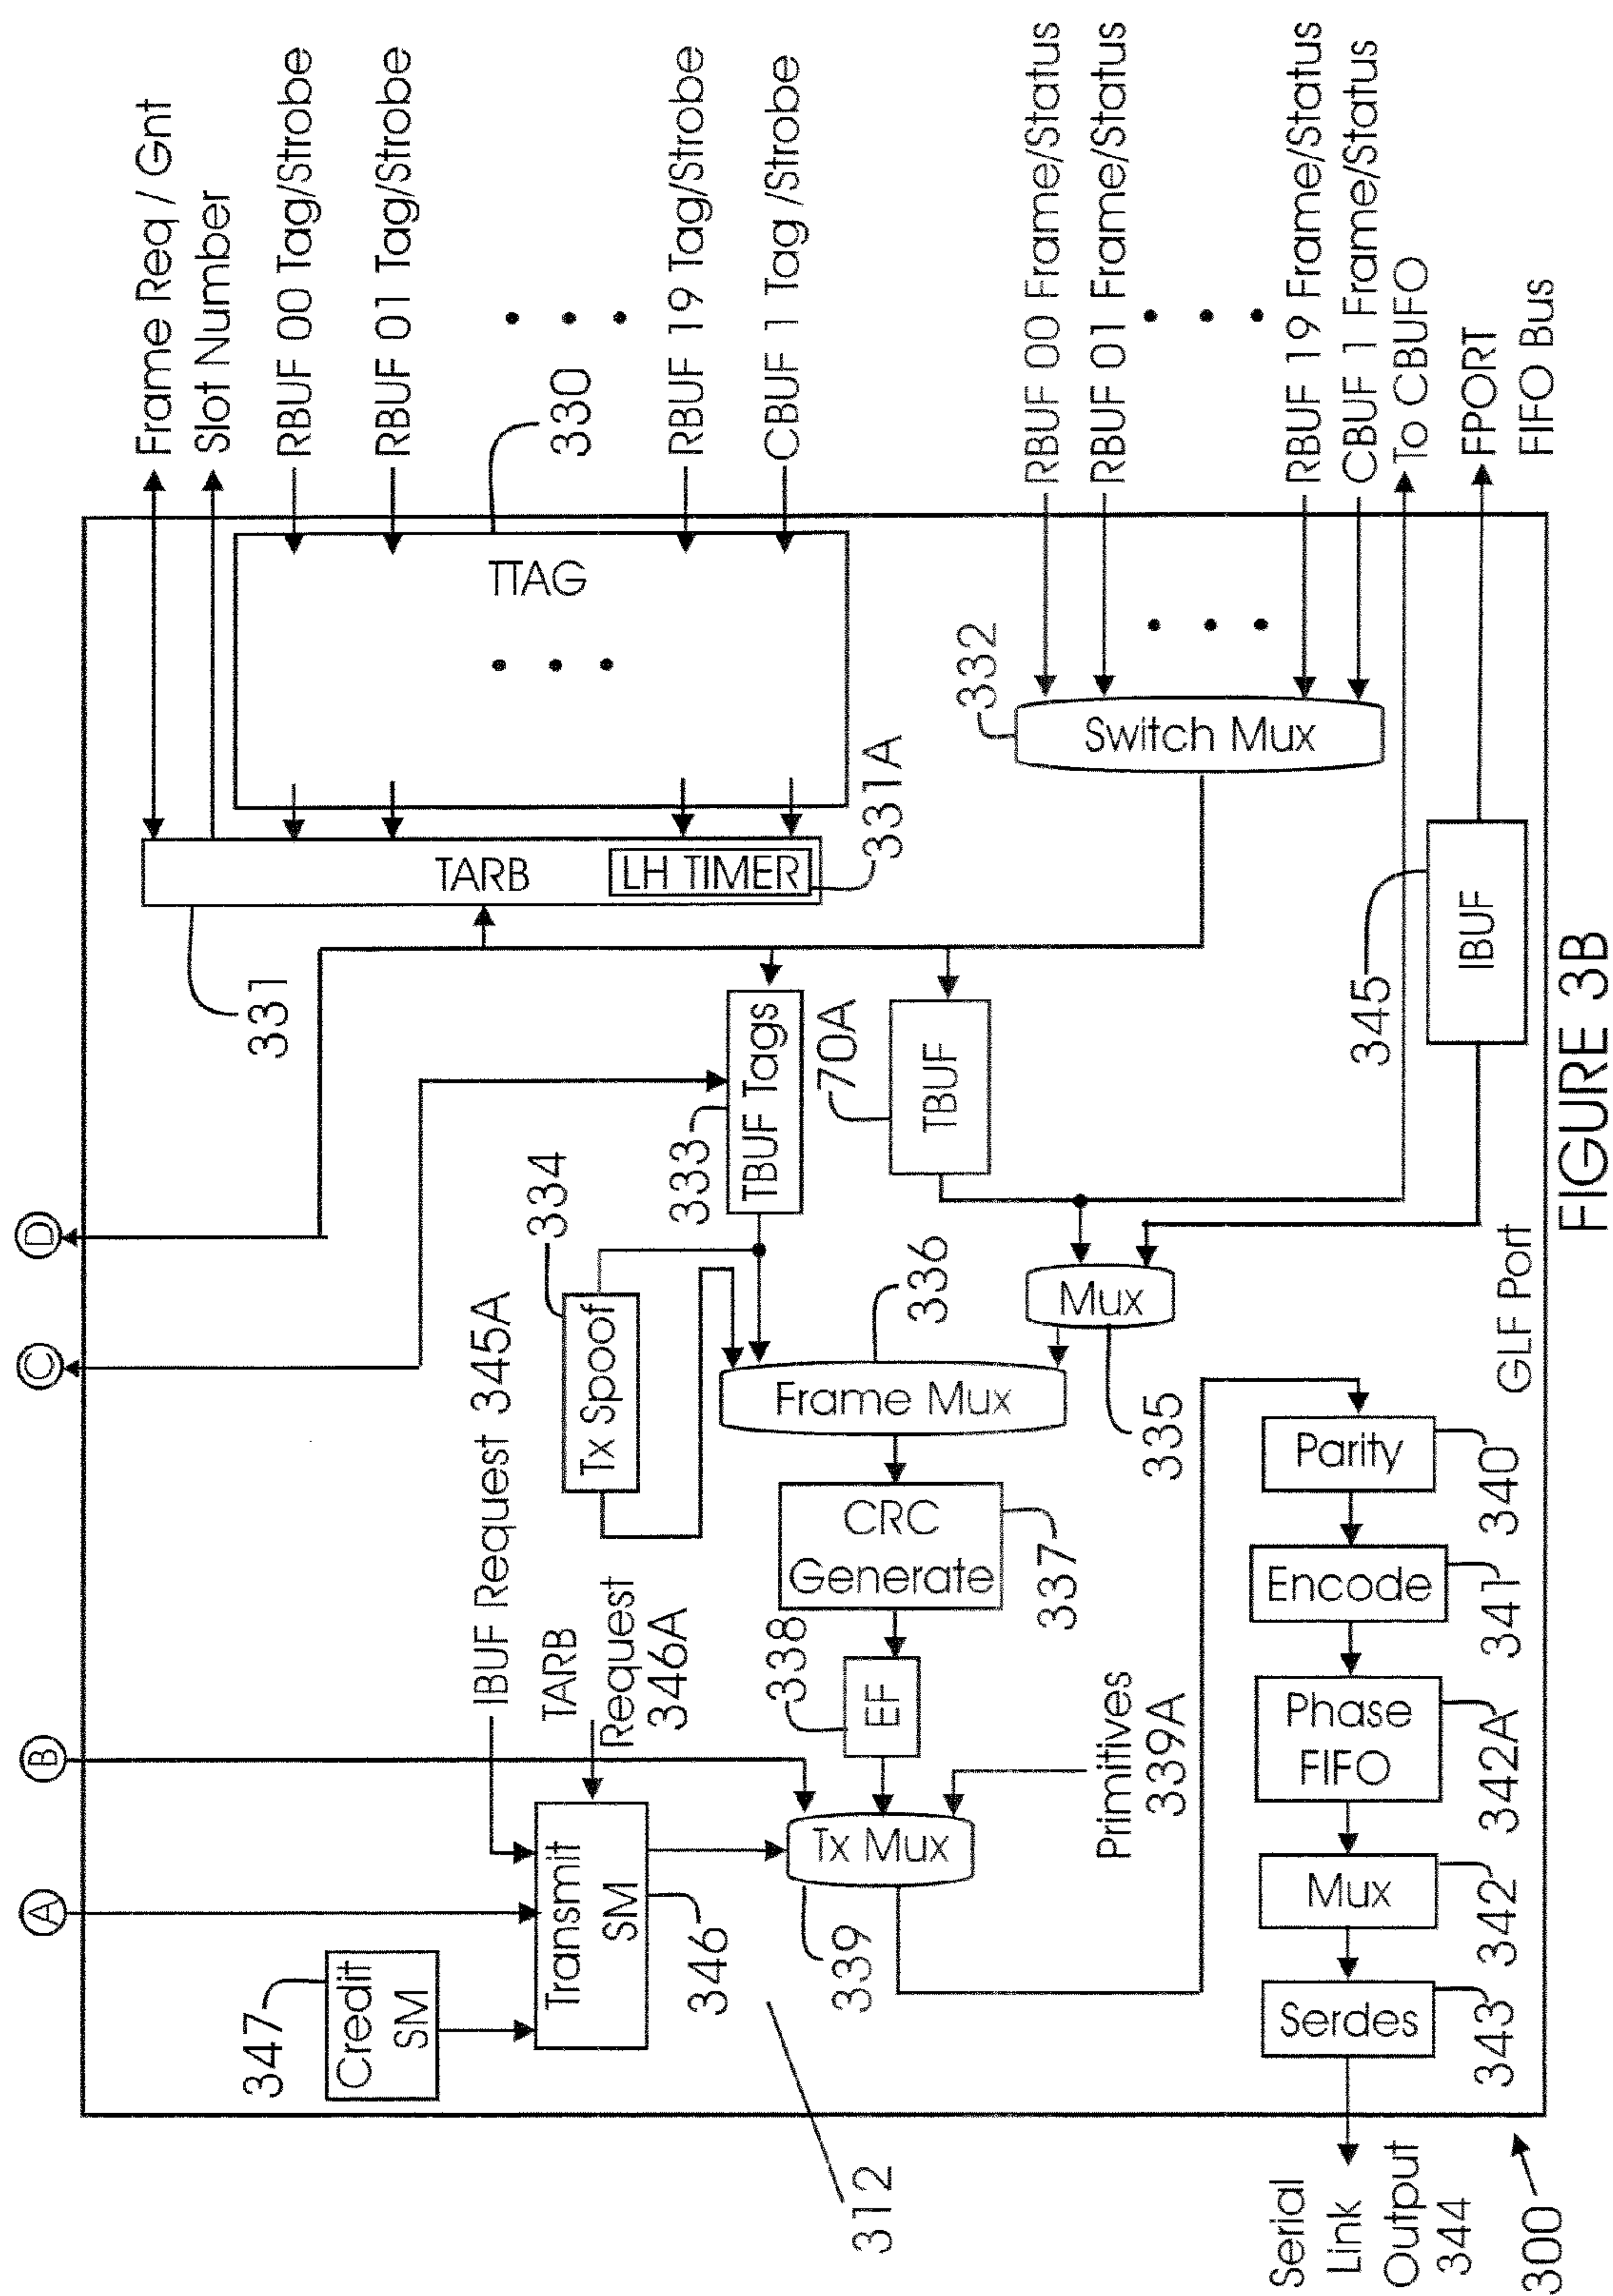 A
B
C
D
347
Credit
SM
IBUF Request 345A
TARB
Request
346A
Transmit
SM
346
312
339
Tx Mux
Primitives
339A
338
EF
CRC
Generate
337
334
Tx Spoof
Frame Mux
336
Mux
335
333
TBUF Tags
70A
TBUF
331
TARB
LH TIMER
331A
TTAG
330
332
Switch Mux
345
IBUF
Frame Req / Gnt
Slot Number
RBUF 00 Tag/Strobe
RBUF 01 Tag/Strobe
RBUF 19 Tag/Strobe
CBUF 1 Tag /Strobe
RBUF 00 Frame/Status
RBUF 01 Frame/Status
RBUF 19 Frame/Status
CBUF 1 Frame/Status
To CBUFO
FPORT
FIFO Bus
Serial
Link
Output
344
Serdes
343
Mux
342
Phase
FIFO
342A
Encode
341
Parity
340
GLF Port
300
FIGURE 3B